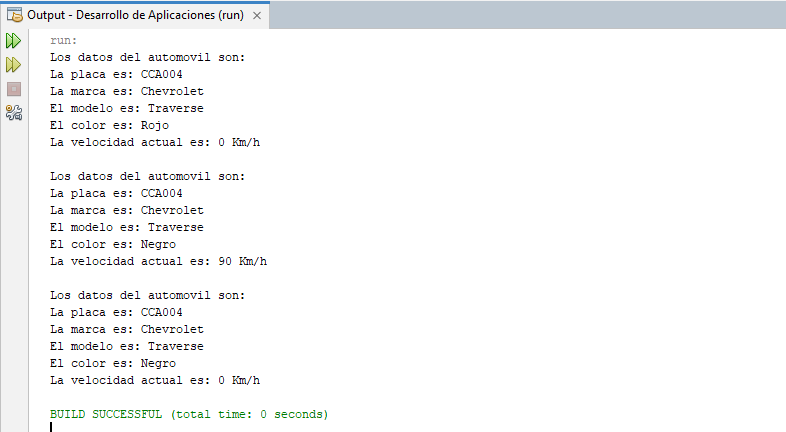 Output - Desarrollo de Aplicaciones (run)
run:
Los datos del automovil son:
La placa es: CCA004
La marca es: Chevrolet
El modelo es: Traverse
El color es: Rojo
La velocidad actual es: 0 Km/h
Los datos del automovil son:
La placa es: CCA004
La marca es: Chevrolet
El modelo es: Traverse
El color es: Negro
La velocidad actual es: 90 Km/h
Los datos del automovil son:
La placa es: CCA004
La marca es: Chevrolet
El modelo es: Traverse
El color es: Negro
La velocidad actual es: 0 Km/h
BUILD SUCCESSFUL (total time: 0 seconds)